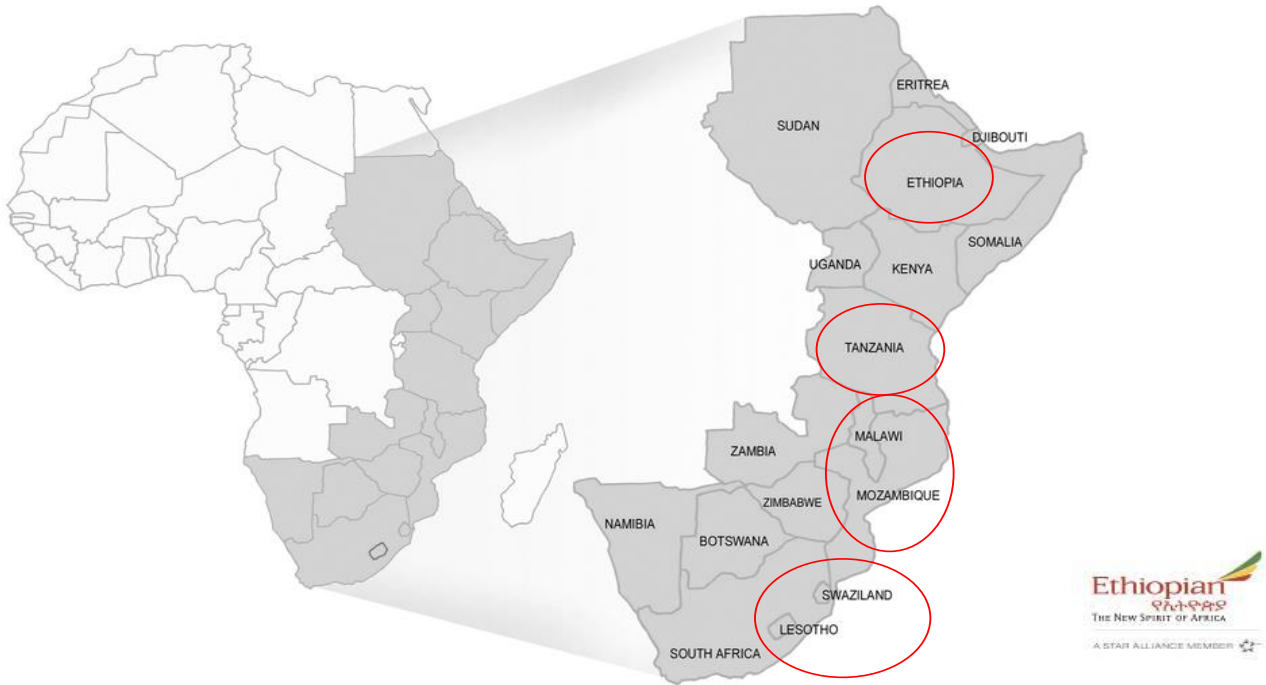 ERITREA
SUDAN
DJIBOUTI
ETHIOPIA
SOMALIA
UGANDA
KENYA
TANZANIA
MALAWI
ZAMBIA
MOZAMBIQUE
ZIMBABWE
NAMIBIA
BOTSWANA
SWAZILAND
LESOTHO
SOUTH AFRICA
Ethiopian
የኢትዮጵያ
THE NEW SPIRIT OF AFRICA
A STAR ALLIANCE MEMBER